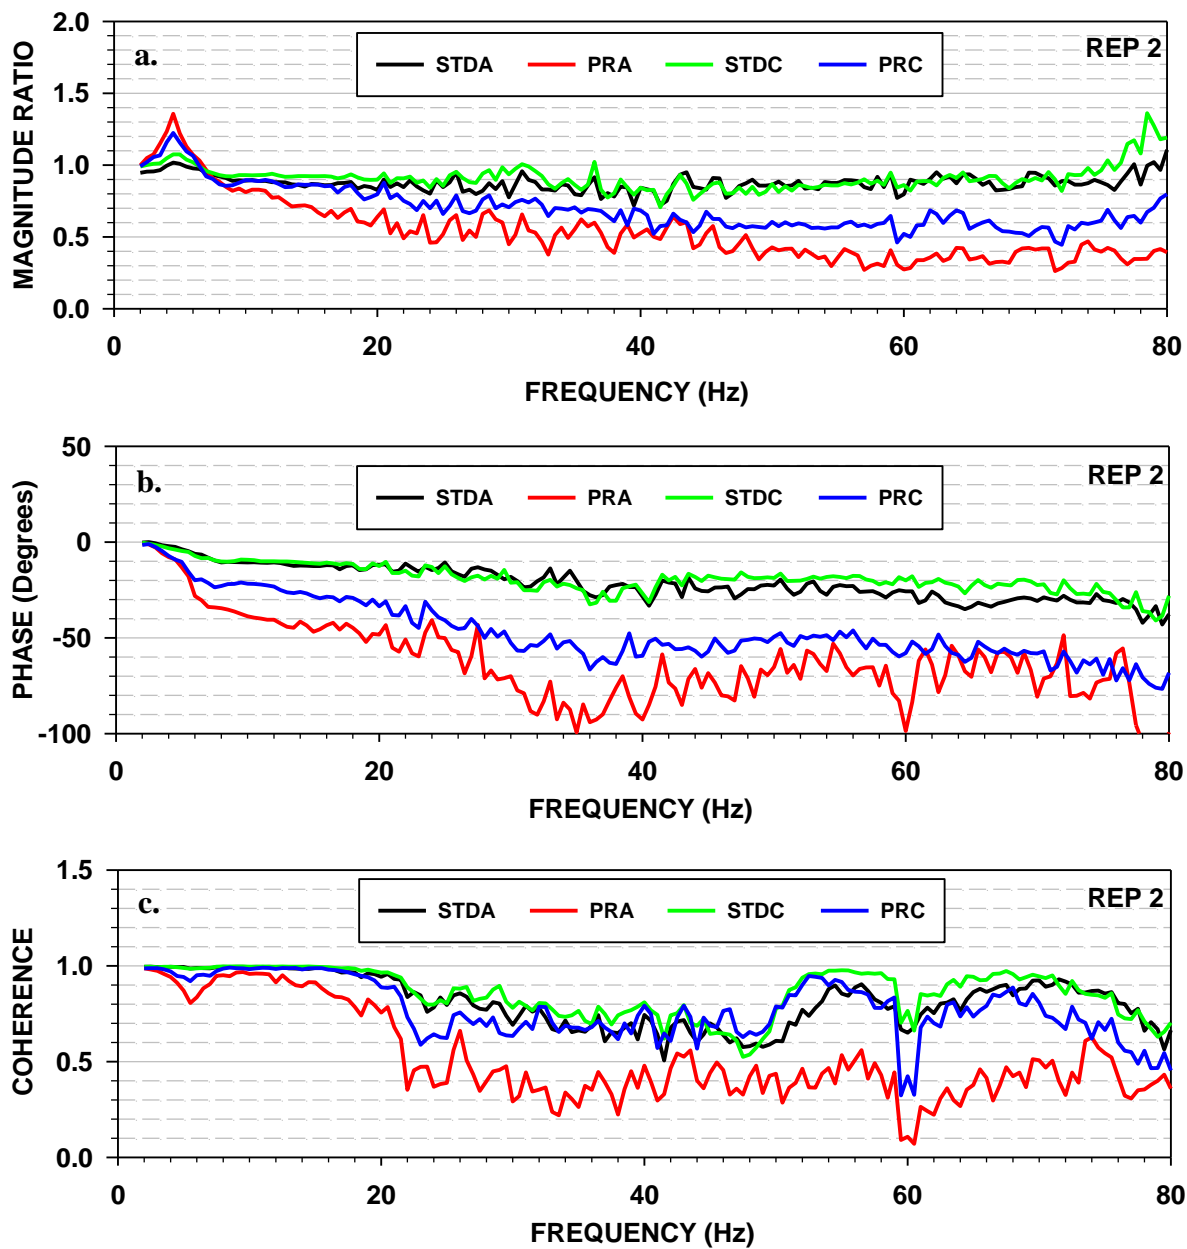 2.0
a.
STDA PRA STDC PRC
REP 2
1.5
1.0
0.5
0.0
MAGNITUDE RATIO
0 20 40 60 80
FREQUENCY (Hz)
50
b.
STDA PRA STDC PRC
REP 2
0
-50
-100
PHASE (Degrees)
0 20 40 60 80
FREQUENCY (Hz)
1.5
c.
STDA PRA STDC PRC
REP 2
1.0
0.5
0.0
COHERENCE
0 20 40 60 80
FREQUENCY (Hz)